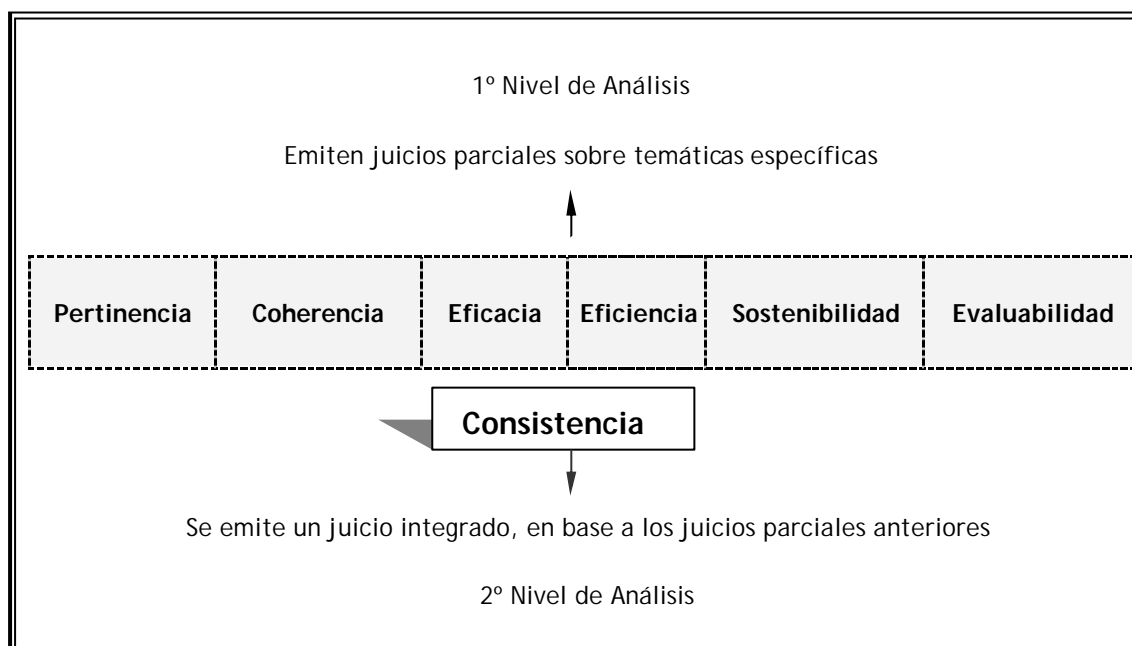 1º Nivel de Análisis
Emiten juicios parciales sobre temáticas específicas
Pertinencia Coherencia Eficacia Eficiencia Sostenibilidad Evaluabilidad
Consistencia
Se emite un juicio integrado, en base a los juicios parciales anteriores
2º Nivel de Análisis